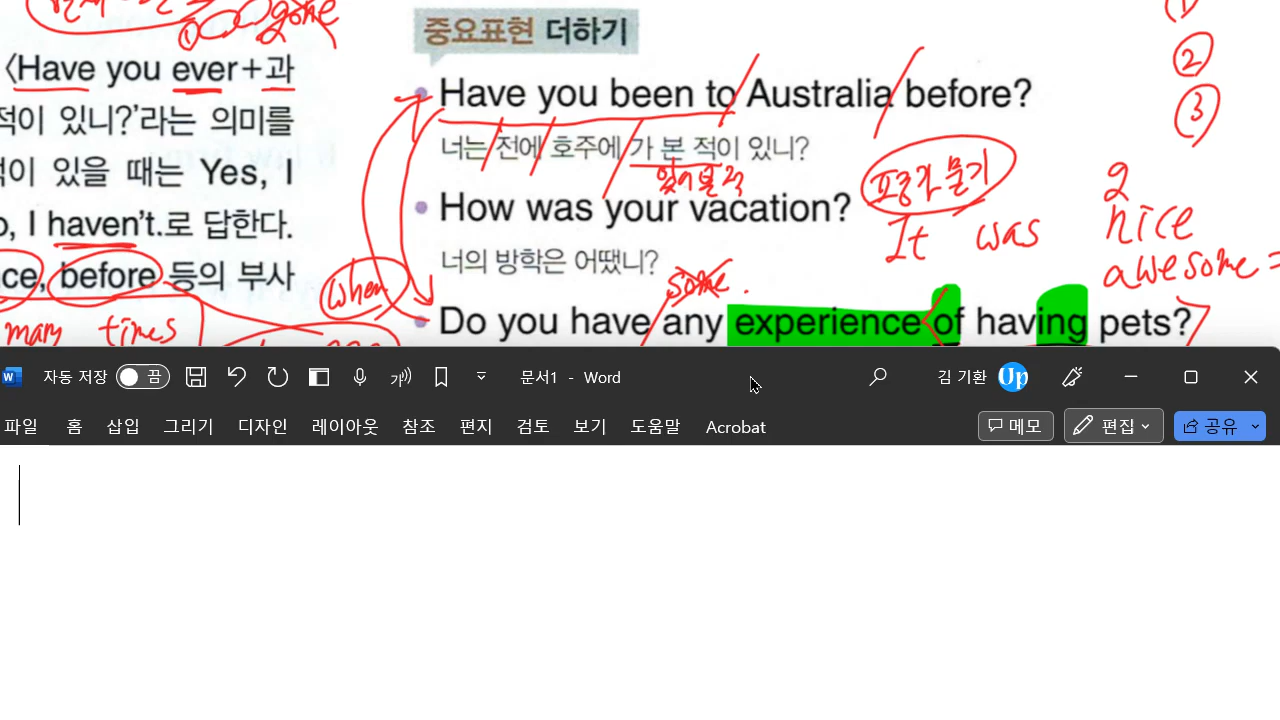 gone
①
〈Have you ever+과
적이 있니?'라는 의미를
적이 있을 때는 Yes, I
o, I haven't.로 답한다.
ce, before 등의 부사
many times
when
중요표현 더하기
Have you been to Australia before?
너는 전에 호주에 가 본 적이 있니?
있어본 적
How was your vacation?
너의 방학은 어땠니?
some.
Do you have any experience of having pets?
평가 묻기
It was
nice
awesome =
①
②
③
자동 저장 끔 가)) 문서1 - Word 김 기환 Up
파일 홈 삽입 그리기 디자인 레이아웃 참조 편지 검토 보기 도움말 Acrobat 메모 편집 공유